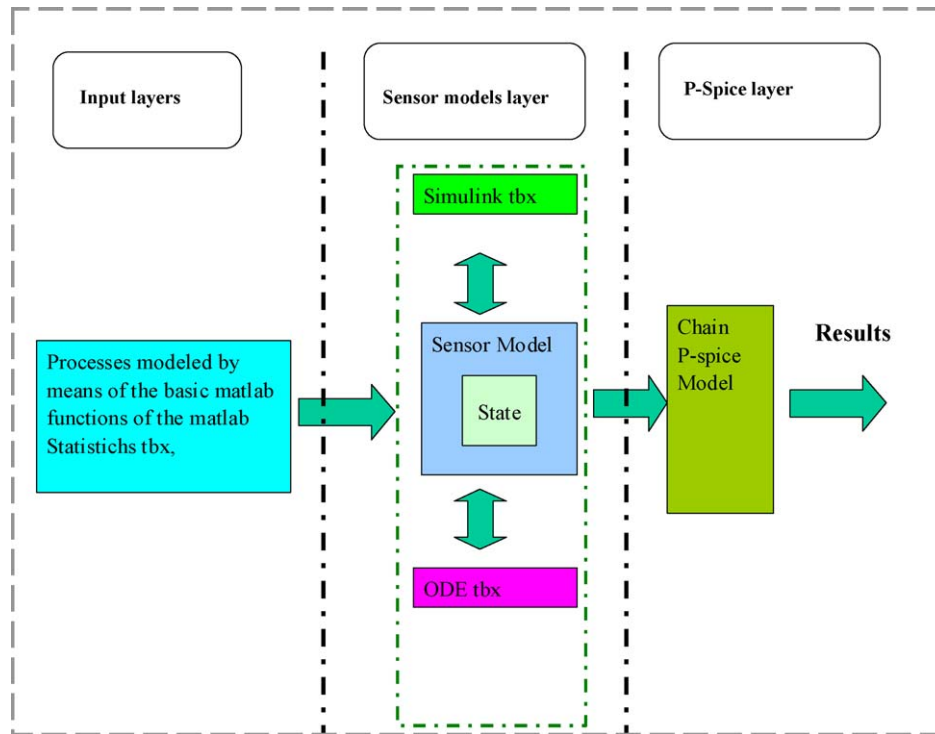 Input layers
Sensor models layer
P-Spice layer
Simulink tbx
Processes modeled by
means of the basic matlab
functions of the matlab
Statistichs tbx,
Sensor Model
State
ODE tbx
Chain
P-spice
Model
Results